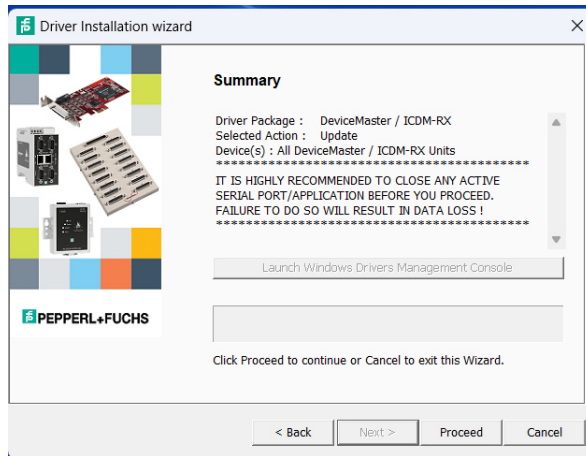 Driver Installation wizard
Summary
Driver Package : DeviceMaster / ICDM-RX
Selected Action : Update
Device(s) : All DeviceMaster / ICDM-RX Units
*******************************************
IT IS HIGHLY RECOMMENDED TO CLOSE ANY ACTIVE
SERIAL PORT/APPLICATION BEFORE YOU PROCEED.
FAILURE TO DO SO WILL RESULT IN DATA LOSS !
*******************************************
Launch Windows Drivers Management Console
PEPPERL+FUCHS
Click Proceed to continue or Cancel to exit this Wizard.
< Back Next > Proceed Cancel